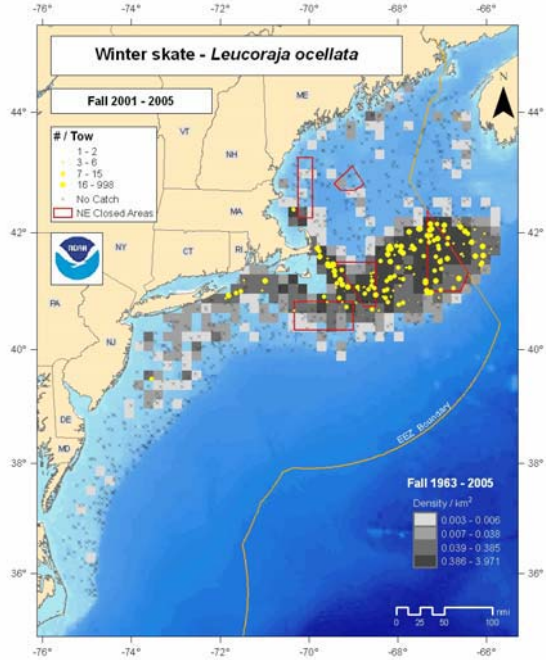 -76°
-74°
-72°
-70°
-68°
-66°
Winter skate - Leucoraja ocellata
Fall 2001 - 2005
# / Tow
1 - 2
3 - 6
7 - 15
16 - 998
No Catch
NE Closed Areas
NOAA
N
ME
VT
NH
MA
NY
CT
RI
PA
NJ
DE
MD
44°
44°
42°
42°
40°
40°
38°
38°
36°
36°
EEZ Boundary
Fall 1963 - 2005
Density / km²
0.003 - 0.006
0.007 - 0.038
0.039 - 0.385
0.386 - 3.971
nmi
0 25 50 100
-76°
-74°
-72°
-70°
-68°
-66°